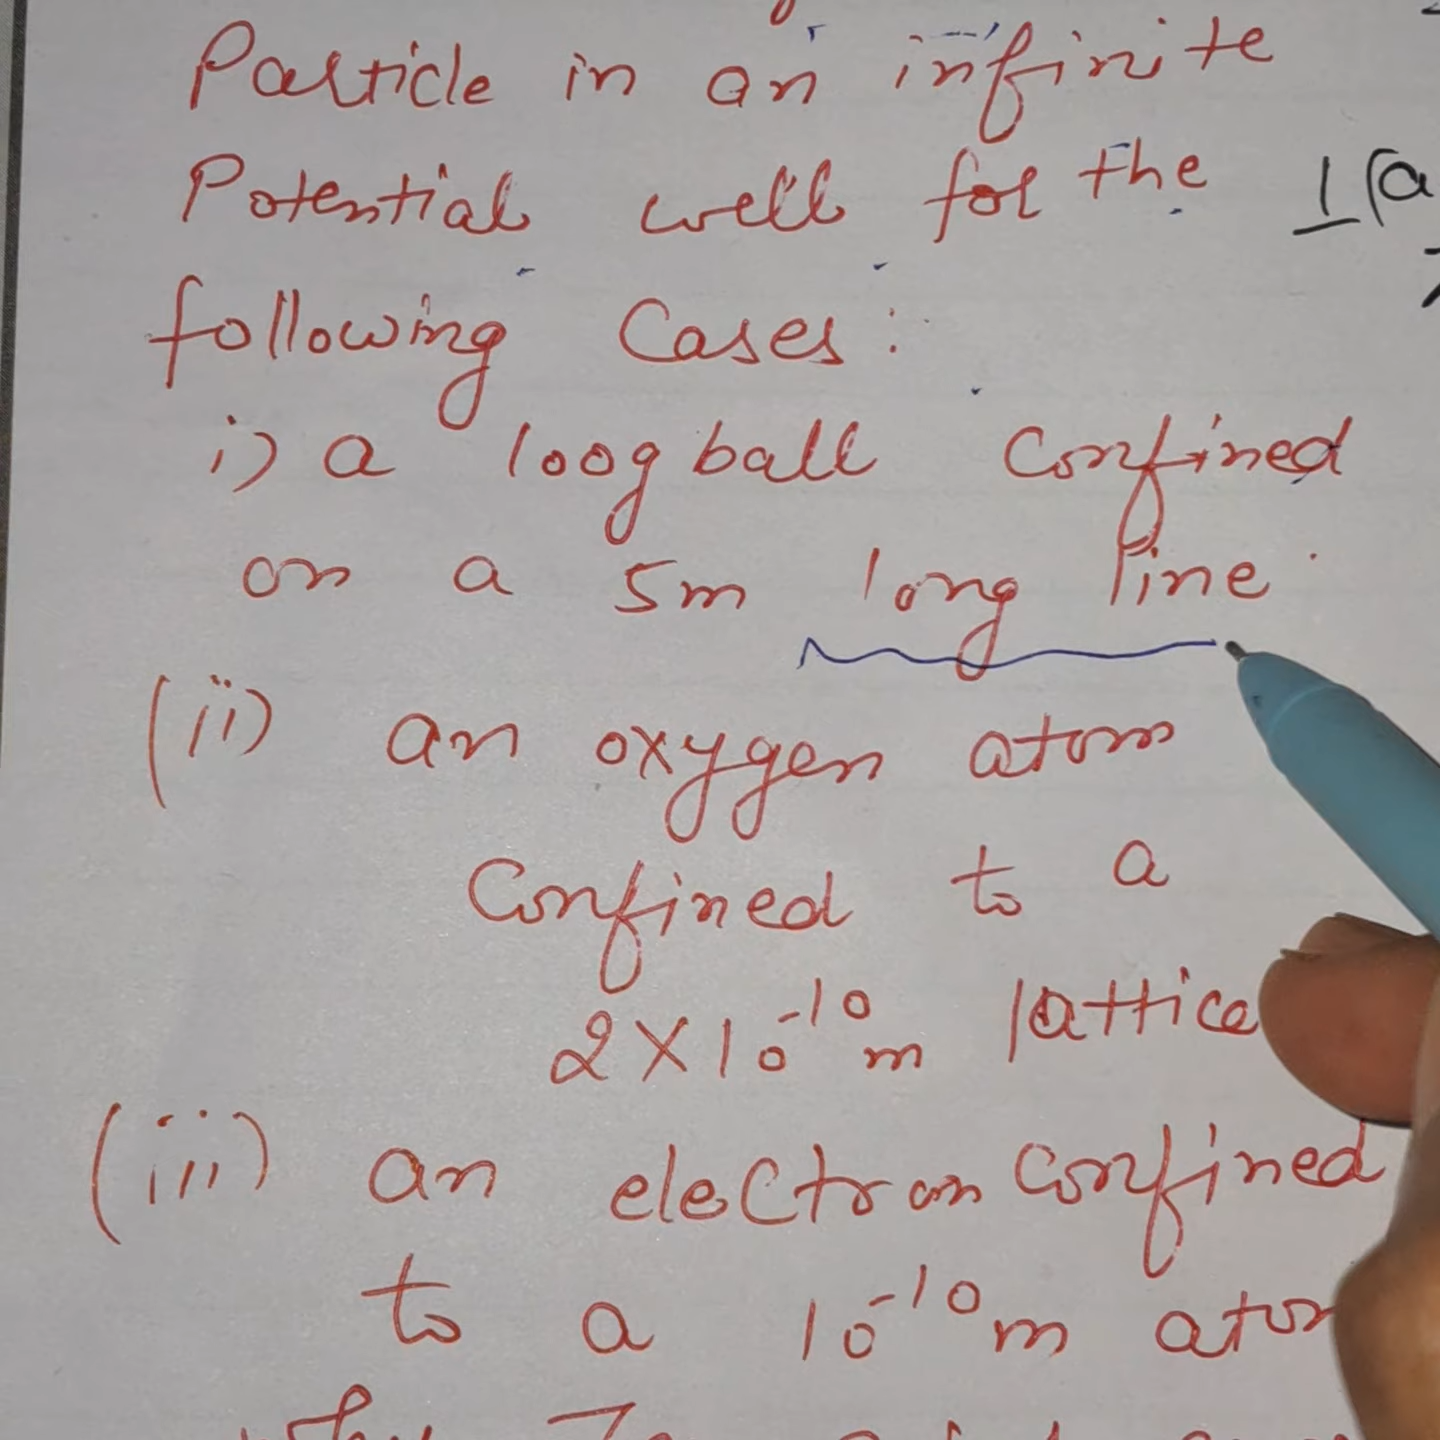 Particle in an infinite
Potential well for the
1(a
following Cases:
i) a 100g ball confined
on a 5m long line
(ii) an oxygen atom
Confined to a
2×10⁻¹⁰m lattice
(iii) an electron confined
to a 10⁻¹⁰m atom